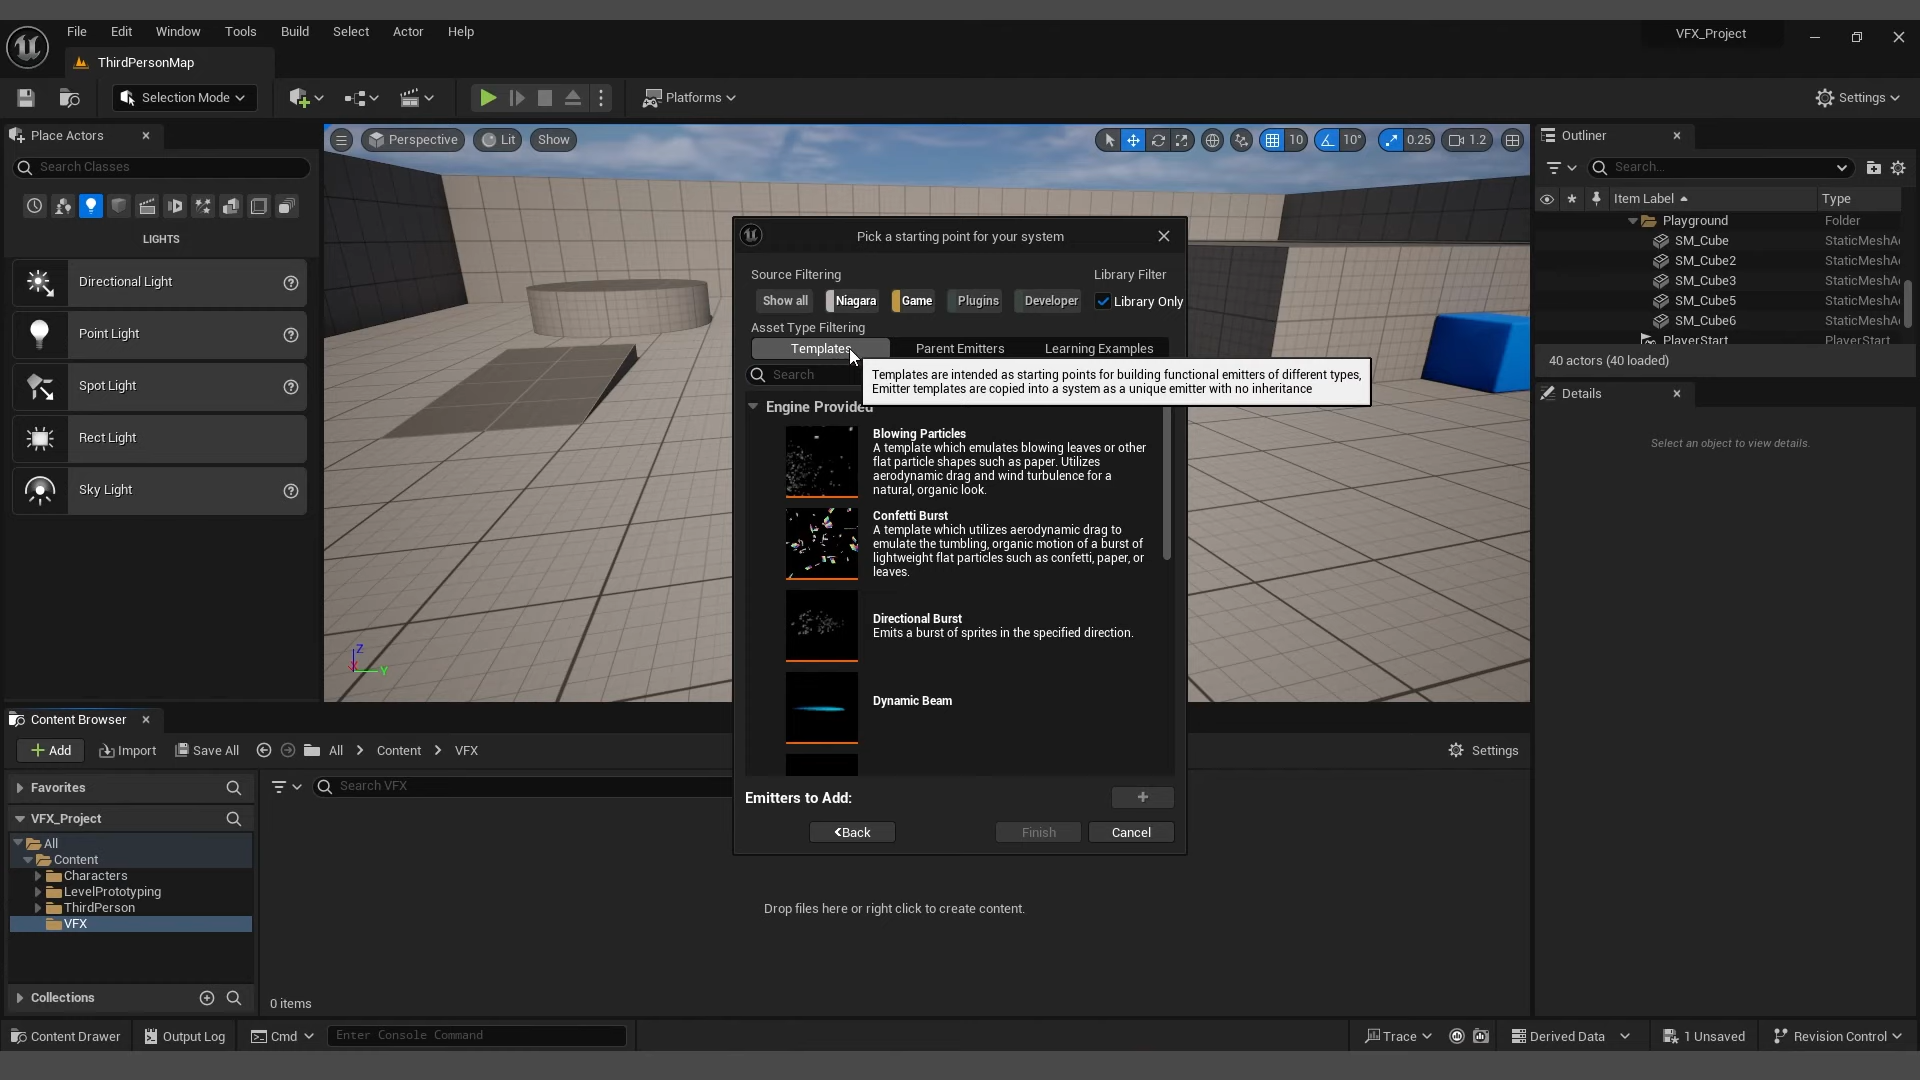 File Edit Window Tools Build Select Actor Help
VFX_Project
ThirdPersonMap
Selection Mode
Platforms
Settings
Place Actors
Search Classes
LIGHTS
Directional Light
Point Light
Spot Light
Rect Light
Sky Light
Perspective Lit Show
10 10° 0.25 1.2
Z
X Y
Pick a starting point for your system
Source Filtering Library Filter
Show all Niagara Game Plugins Developer Library Only
Asset Type Filtering
Templates Parent Emitters Learning Examples
Search
Templates are intended as starting points for building functional emitters of different types,
Emitter templates are copied into a system as a unique emitter with no inheritance
Engine Provided
Blowing Particles
A template which emulates blowing leaves or other
flat particle shapes such as paper. Utilizes
aerodynamic drag and wind turbulence for a
natural, organic look.
Confetti Burst
A template which utilizes aerodynamic drag to
emulate the tumbling, organic motion of a burst of
lightweight flat particles such as confetti, paper, or
leaves.
Directional Burst
Emits a burst of sprites in the specified direction.
Dynamic Beam
Emitters to Add:
Back Finish Cancel
Outliner
Search...
Item Label Type
Playground Folder
SM_Cube StaticMeshA
SM_Cube2 StaticMeshA
SM_Cube3 StaticMeshA
SM_Cube5 StaticMeshA
SM_Cube6 StaticMeshA
PlayerStart PlayerStart
40 actors (40 loaded)
Details
Select an object to view details.
Content Browser
Add Import Save All All Content VFX
Settings
Favorites
Search VFX
VFX_Project
All
Content
Characters
LevelPrototyping
ThirdPerson
VFX
Drop files here or right click to create content.
Collections
0 items
Content Drawer Output Log Cmd Enter Console Command
Trace Derived Data 1 Unsaved Revision Control